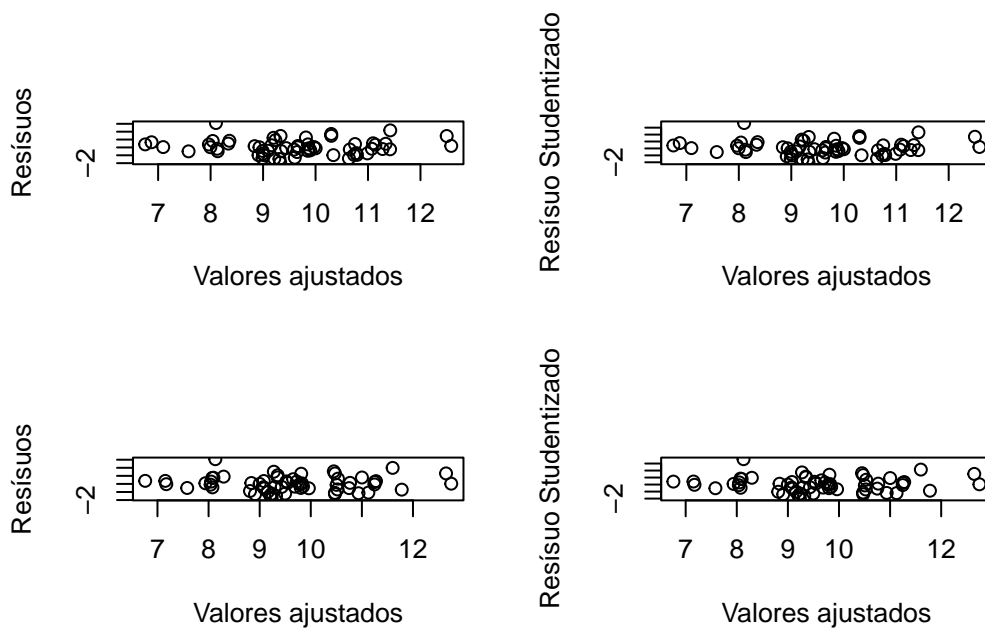 Resísuos
−2
7 8 9 10 11 12
Valores ajustados
Resísuo Studentizado
−2
7 8 9 10 11 12
Valores ajustados
Resísuos
−2
7 8 9 10 12
Valores ajustados
Resísuo Studentizado
−2
7 8 9 10 12
Valores ajustados